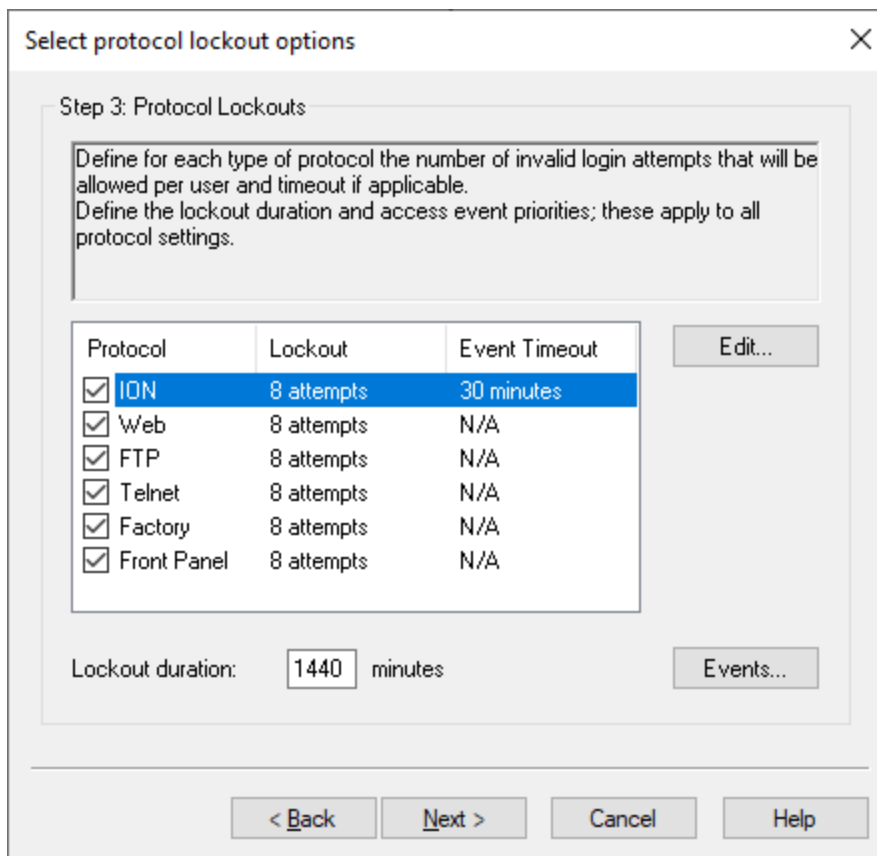 Select protocol lockout options
Step 3: Protocol Lockouts
Define for each type of protocol the number of invalid login attempts that will be
allowed per user and timeout if applicable.
Define the lockout duration and access event priorities; these apply to all
protocol settings.
Protocol Lockout Event Timeout
Edit...
ION 8 attempts 30 minutes
Web 8 attempts N/A
FTP 8 attempts N/A
Telnet 8 attempts N/A
Factory 8 attempts N/A
Front Panel 8 attempts N/A
Lockout duration: 1440 minutes
Events...
< Back Next > Cancel Help